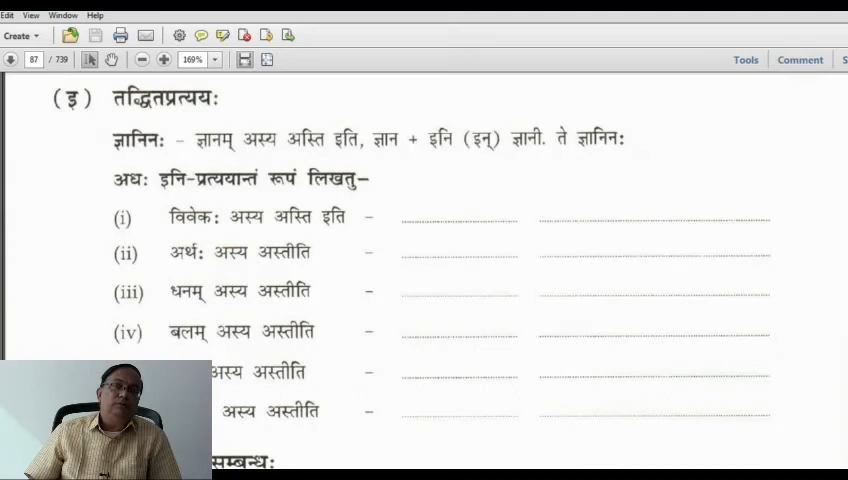 Edit View Window Help
Create
87 / 739 169% Tools Comment S
(इ) तद्धितप्रत्ययः
ज्ञानिनः - ज्ञानम् अस्य अस्ति इति, ज्ञान + इनि (इन्) ज्ञानी. ते ज्ञानिनः
अधः इनि-प्रत्ययान्तं रूपं लिखतु–
(i) विवेकः अस्य अस्ति इति –
(ii) अर्थः अस्य अस्तीति –
(iii) धनम् अस्य अस्तीति –
(iv) बलम् अस्य अस्तीति –
अस्य अस्तीति –
अस्य अस्तीति –
सम्बन्धः